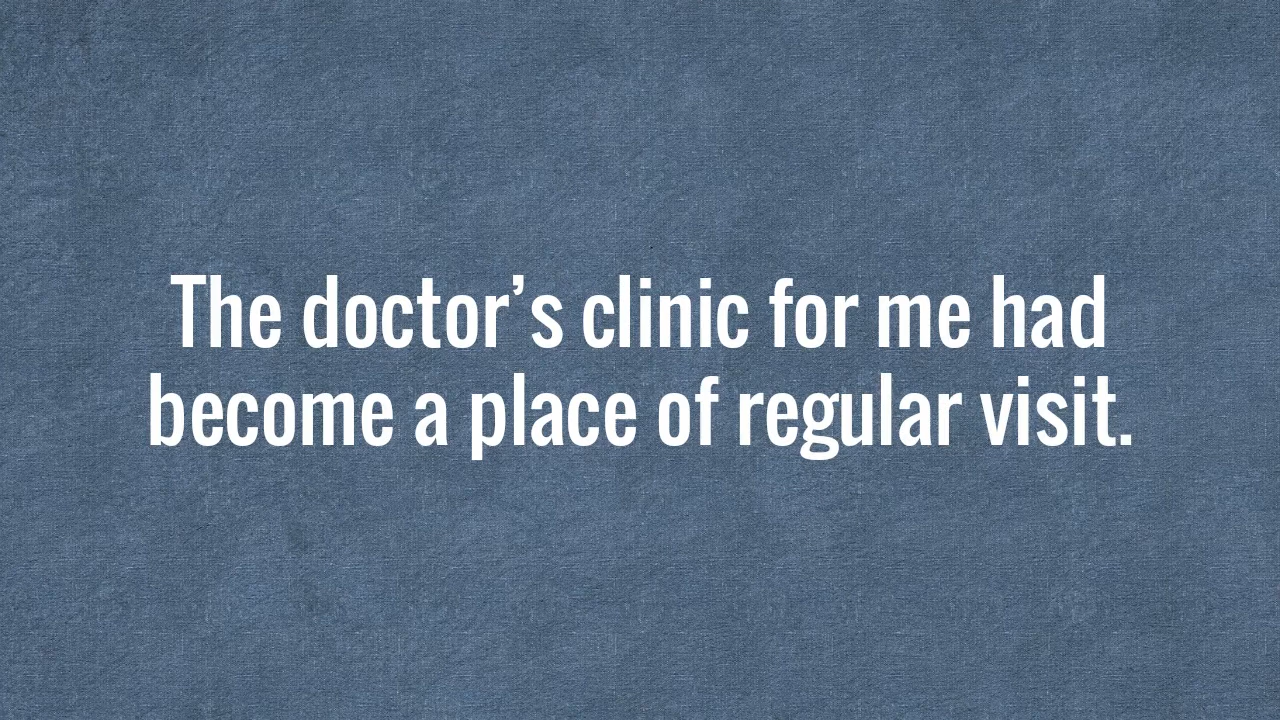 The doctor’s clinic for me had
become a place of regular visit.